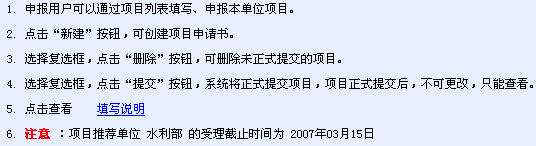 1. 申报用户可以通过项目列表填写、申报本单位项目。
2. 点击“新建”按钮,可创建项目申请书。
3. 选择复选框,点击“删除”按钮,可删除未正式提交的项目。
4. 选择复选框,点击“提交”按钮,系统将正式提交项目,项目正式提交后,不可更改,只能查看。
5. 点击查看 填写说明
6. 注意 :项目推荐单位 水利部 的受理截止时间为 2007年03月15日